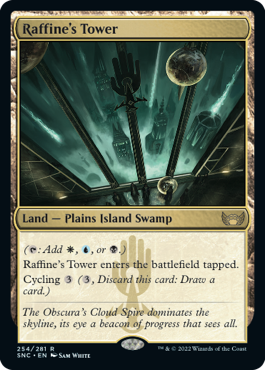 Raffine's Tower
Land — Plains Island Swamp
(: Add , , or .)
Raffine's Tower enters the battlefield tapped.
Cycling 3 (3, Discard this card: Draw a
card.)
The Obscura's Cloud Spire dominates the
skyline, its eye a beacon of progress that sees all.
254/281 R
SNC • EN Sam White
™ & © 2022 Wizards of the Coast